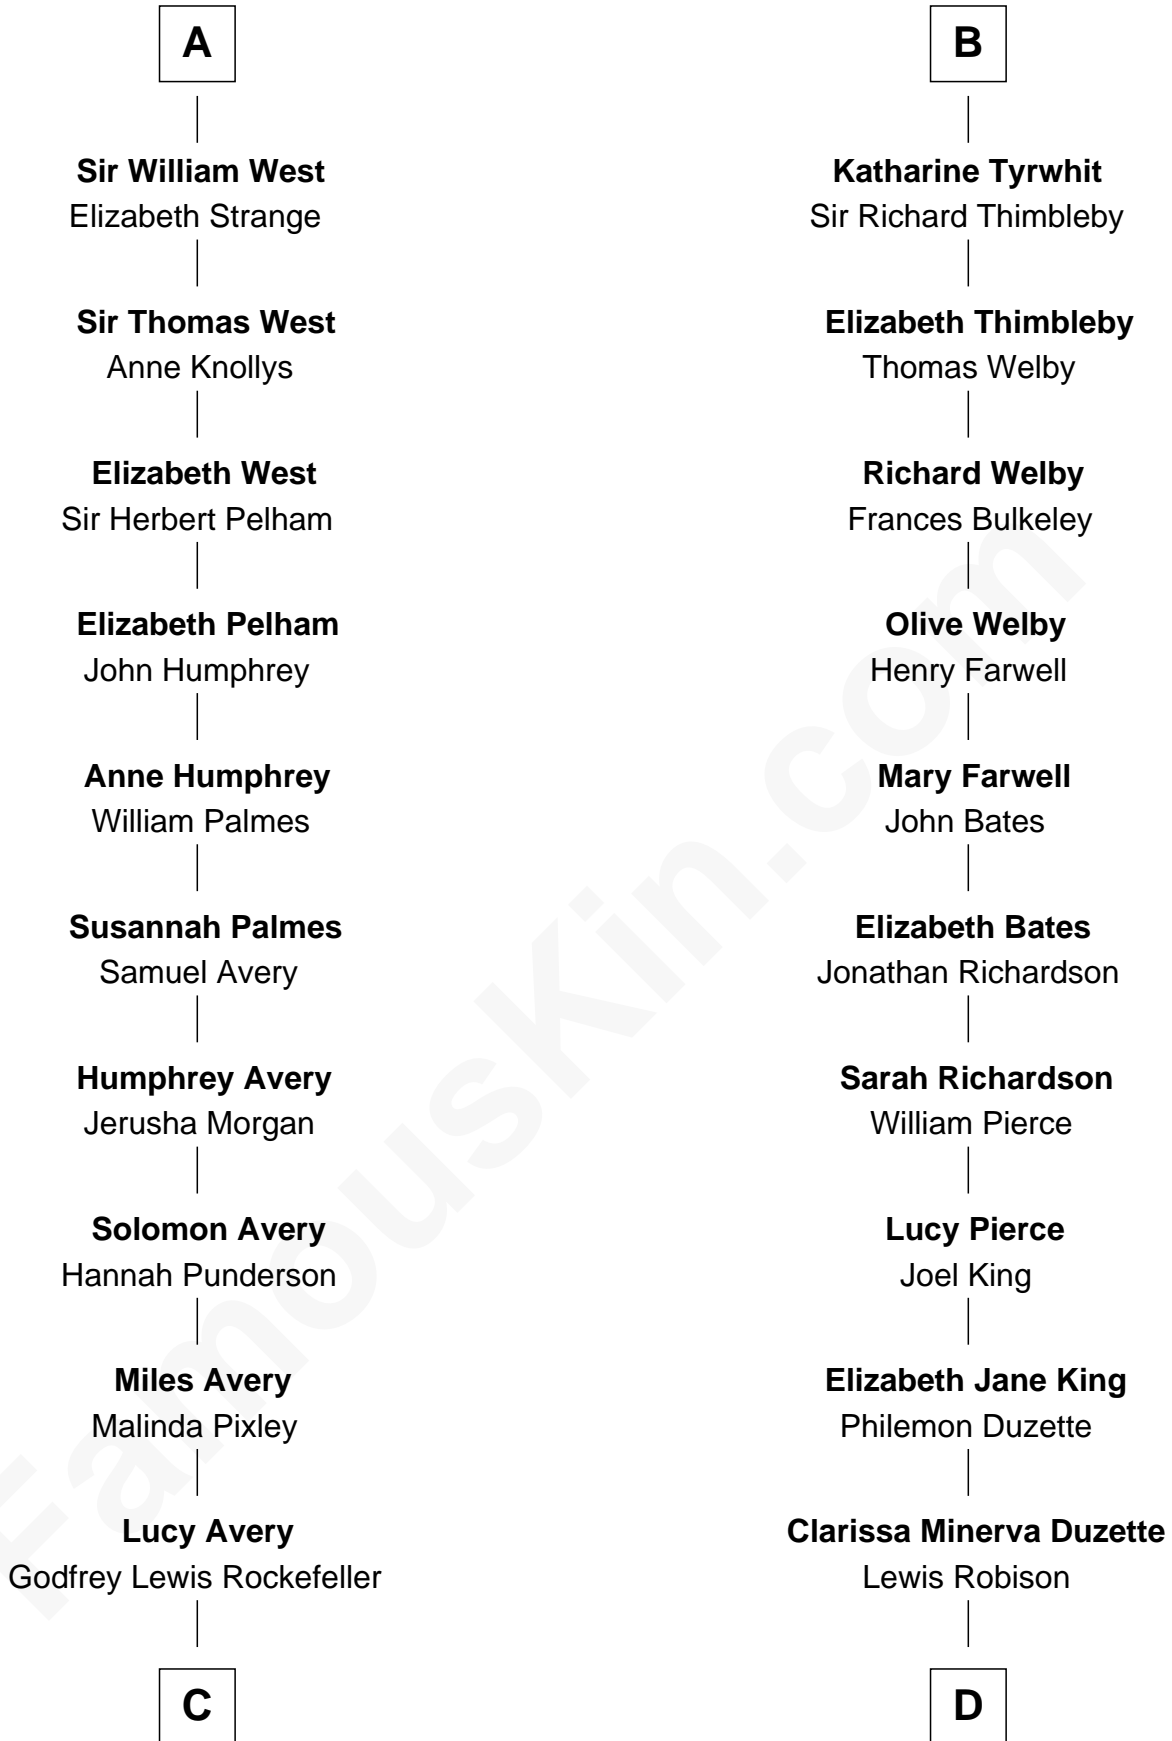 A
Sir William West
Elizabeth Strange
Sir Thomas West
Anne Knollys
Elizabeth West
Sir Herbert Pelham
Elizabeth Pelham
John Humphrey
Anne Humphrey
William Palmes
Susannah Palmes
Samuel Avery
Humphrey Avery
Jerusha Morgan
Solomon Avery
Hannah Punderson
Miles Avery
Malinda Pixley
Lucy Avery
Godfrey Lewis Rockefeller
C
B
Katharine Tyrwhit
Sir Richard Thimbleby
Elizabeth Thimbleby
Thomas Welby
Richard Welby
Frances Bulkeley
Olive Welby
Henry Farwell
Mary Farwell
John Bates
Elizabeth Bates
Jonathan Richardson
Sarah Richardson
William Pierce
Lucy Pierce
Joel King
Elizabeth Jane King
Philemon Duzette
Clarissa Minerva Duzette
Lewis Robison
D
FamousKin.com